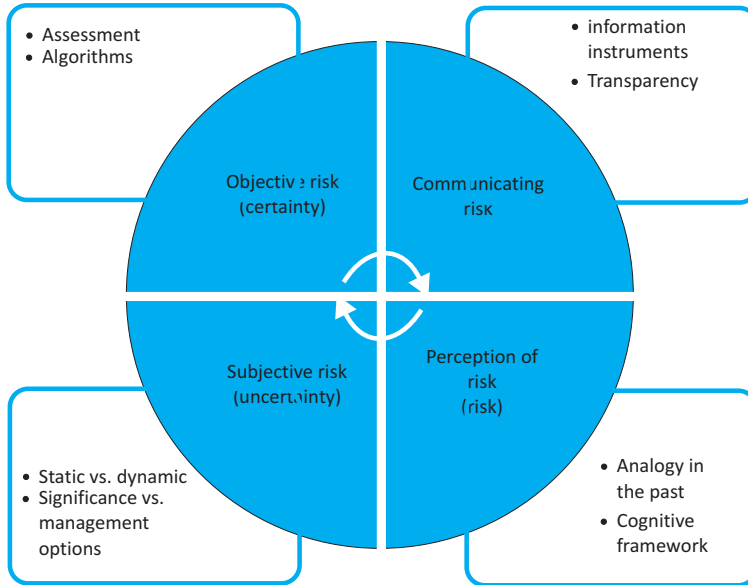 • Assessment
• Algorithms
• information
instruments
• Transparency
Objective risk
(certainty)
Communicating
risk
Subjective risk
(uncertainty)
Perception of
risk
(risk)
• Static vs. dynamic
• Significance vs.
management
options
• Analogy in
the past
• Cognitive
framework